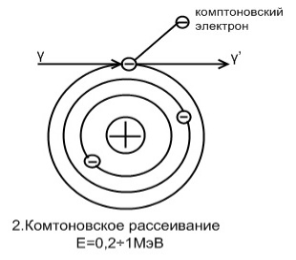 комптоновский
электрон
γ γ'
2.Комтоновское рассеивание
E=0,2÷1МэВ